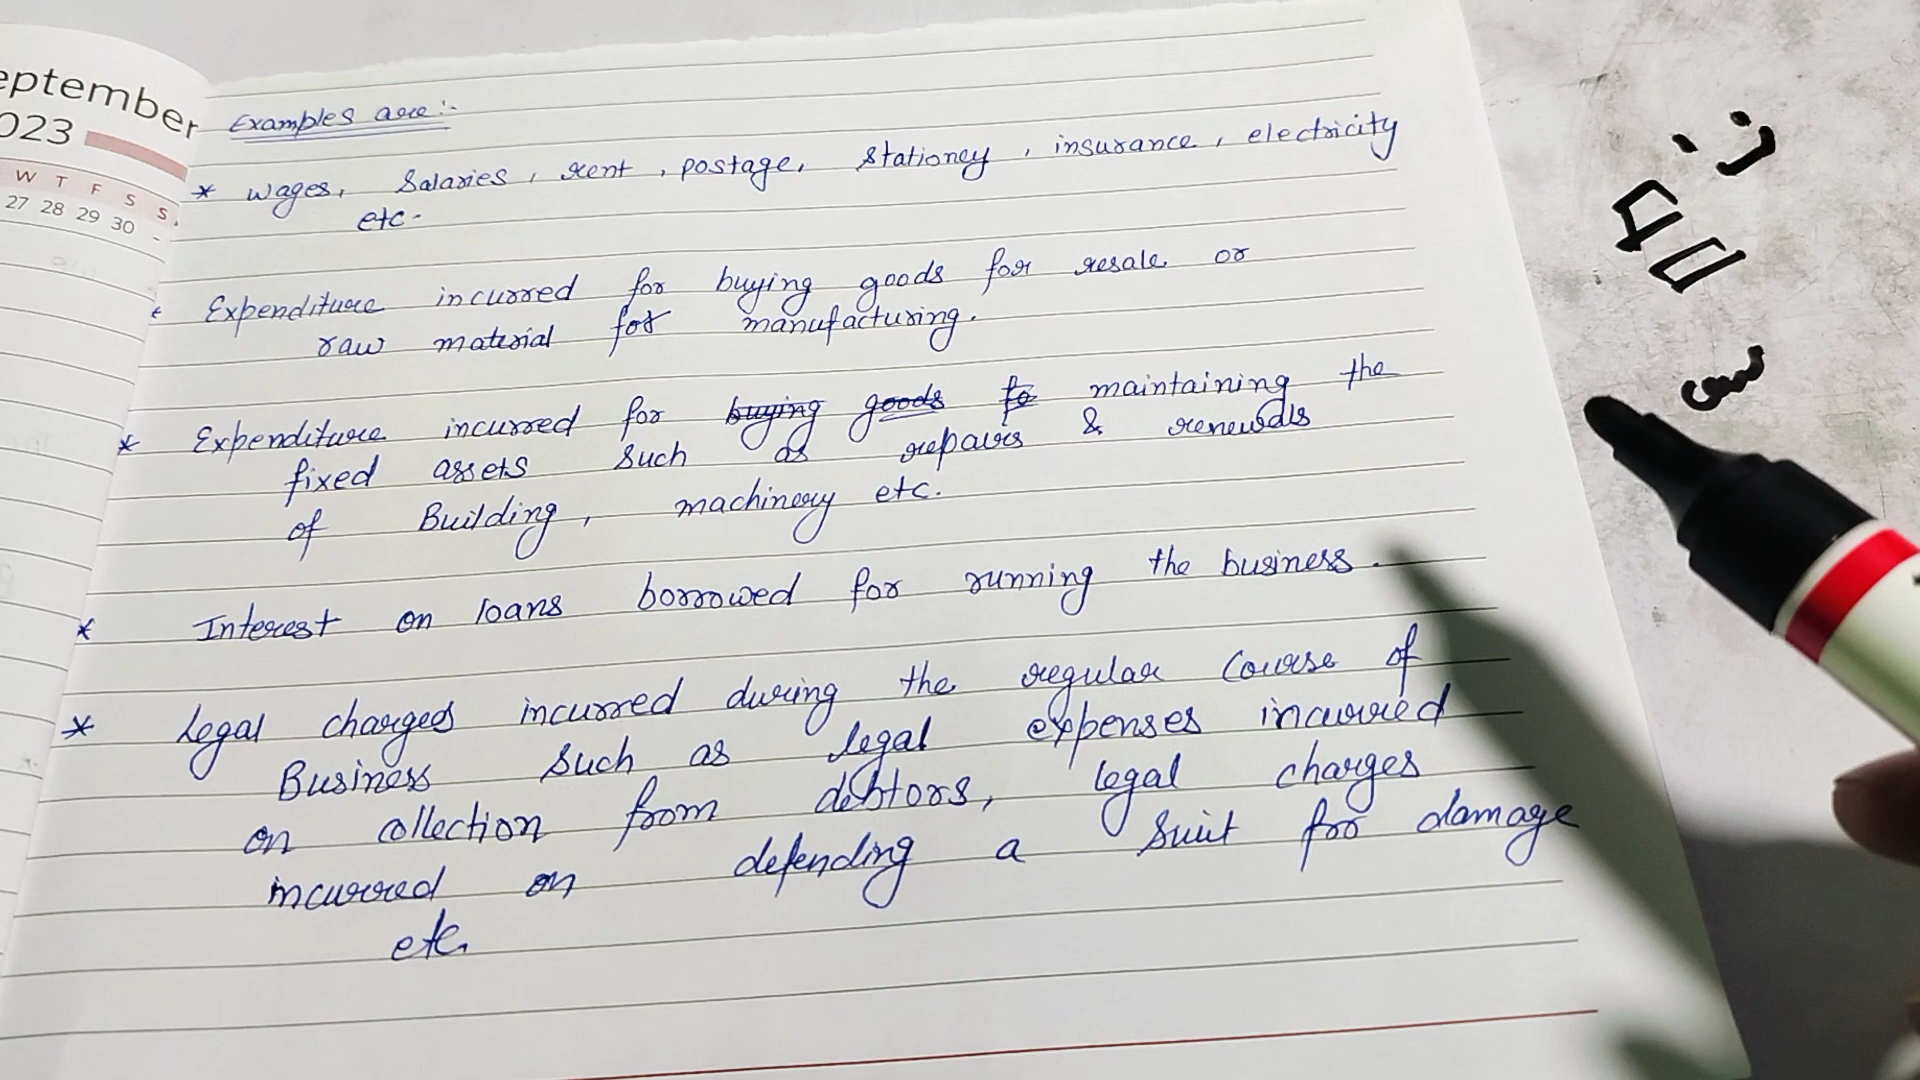 eptember
023
W T F S S
27 28 29 30 -
Examples are :-
* wages, Salaries, rent, postage, stationey, insurance, electricity
etc.
* Expenditure incurred for buying goods for resale or
raw material for manufacturing.
* Expenditure incurred for buying goods to maintaining the
fixed assets such as repairs & renewals
of Building, machinery etc.
* Interest on loans borrowed for running the business.
* Legal charges incurred during the regular Course of
Business such as legal expenses incurred
on collection from debtors, legal charges
incurred on defending a suit for damage
etc.